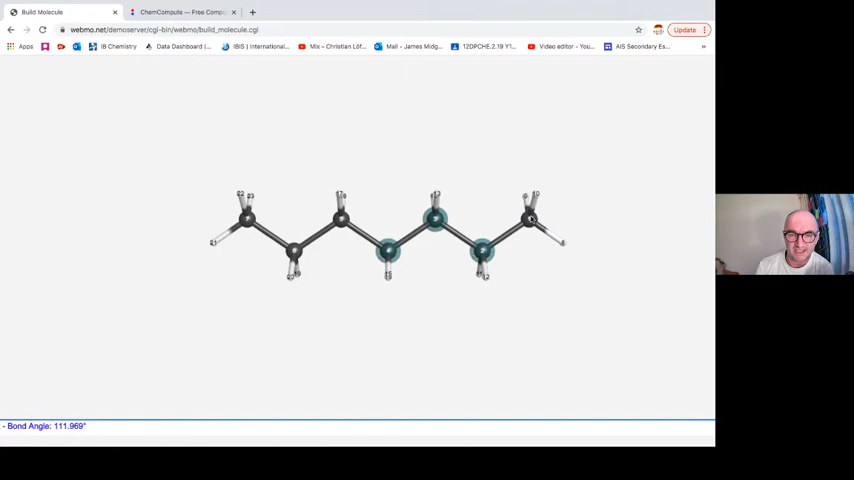 Build Molecule
ChemCompute — Free Compu
webmo.net/demoserver/cgi-bin/webmo/build_molecule.cgi
Update
Apps
IB Chemistry
Data Dashboard (...
IBIS | International...
Mix – Christian Löf...
Mail - James Midg...
12DPCHE.2.19 Y1...
Video editor - You...
AIS Secondary Es...
»
- Bond Angle: 111.969°